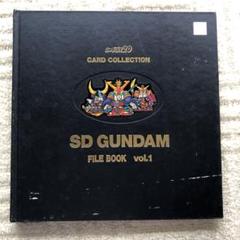 CARD COLLECTION
SD GUNDAM
FILE BOOK vol.1